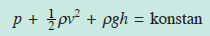 p + ½ρv² + ρgh = konstan